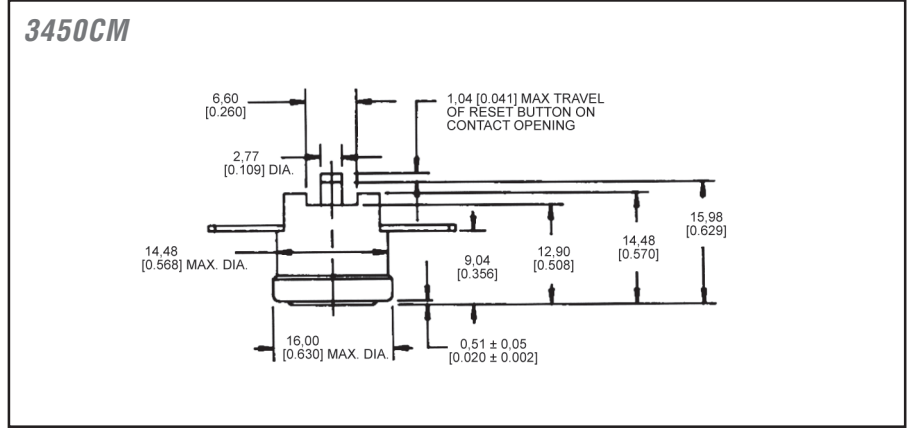 3450CM
6,60
[0.260]
1,04 [0.041] MAX TRAVEL
OF RESET BUTTON ON
CONTACT OPENING
2,77
[0.109] DIA.
14,48
[0.568] MAX. DIA.
9,04
[0.356]
12,90
[0.508]
14,48
[0.570]
15,98
[0.629]
16,00
[0.630] MAX. DIA.
0,51 ± 0,05
[0.020 ± 0.002]